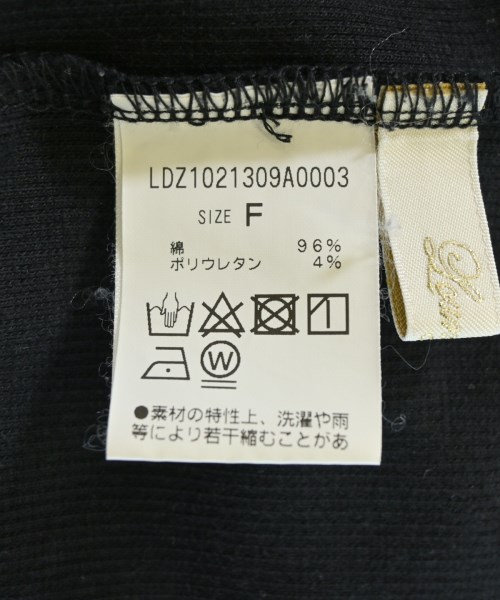 LDZ1021309A0003
SIZE F
綿 96%
ポリウレタン 4%
W
●素材の特性上、洗濯や雨
等により若干縮むことがあ